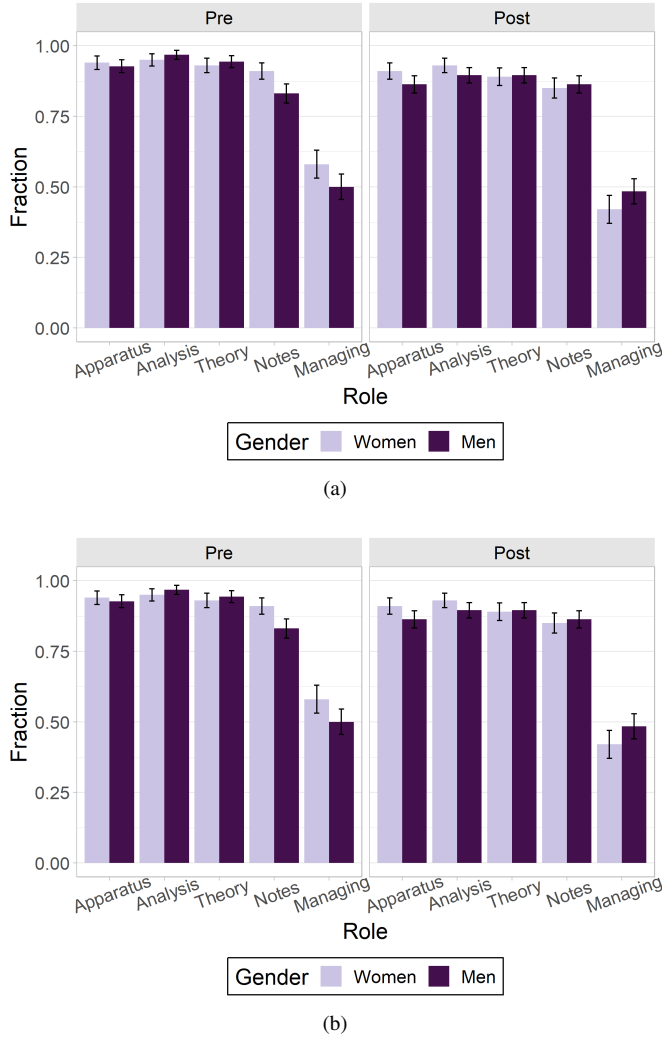 Pre Post
1.00
0.75
0.50
0.25
0.00
Fraction
Apparatus Analysis Theory Notes Managing Apparatus Analysis Theory Notes Managing
Role
Gender Women Men
(a)
Pre Post
1.00
0.75
0.50
0.25
0.00
Fraction
Apparatus Analysis Theory Notes Managing Apparatus Analysis Theory Notes Managing
Role
Gender Women Men
(b)